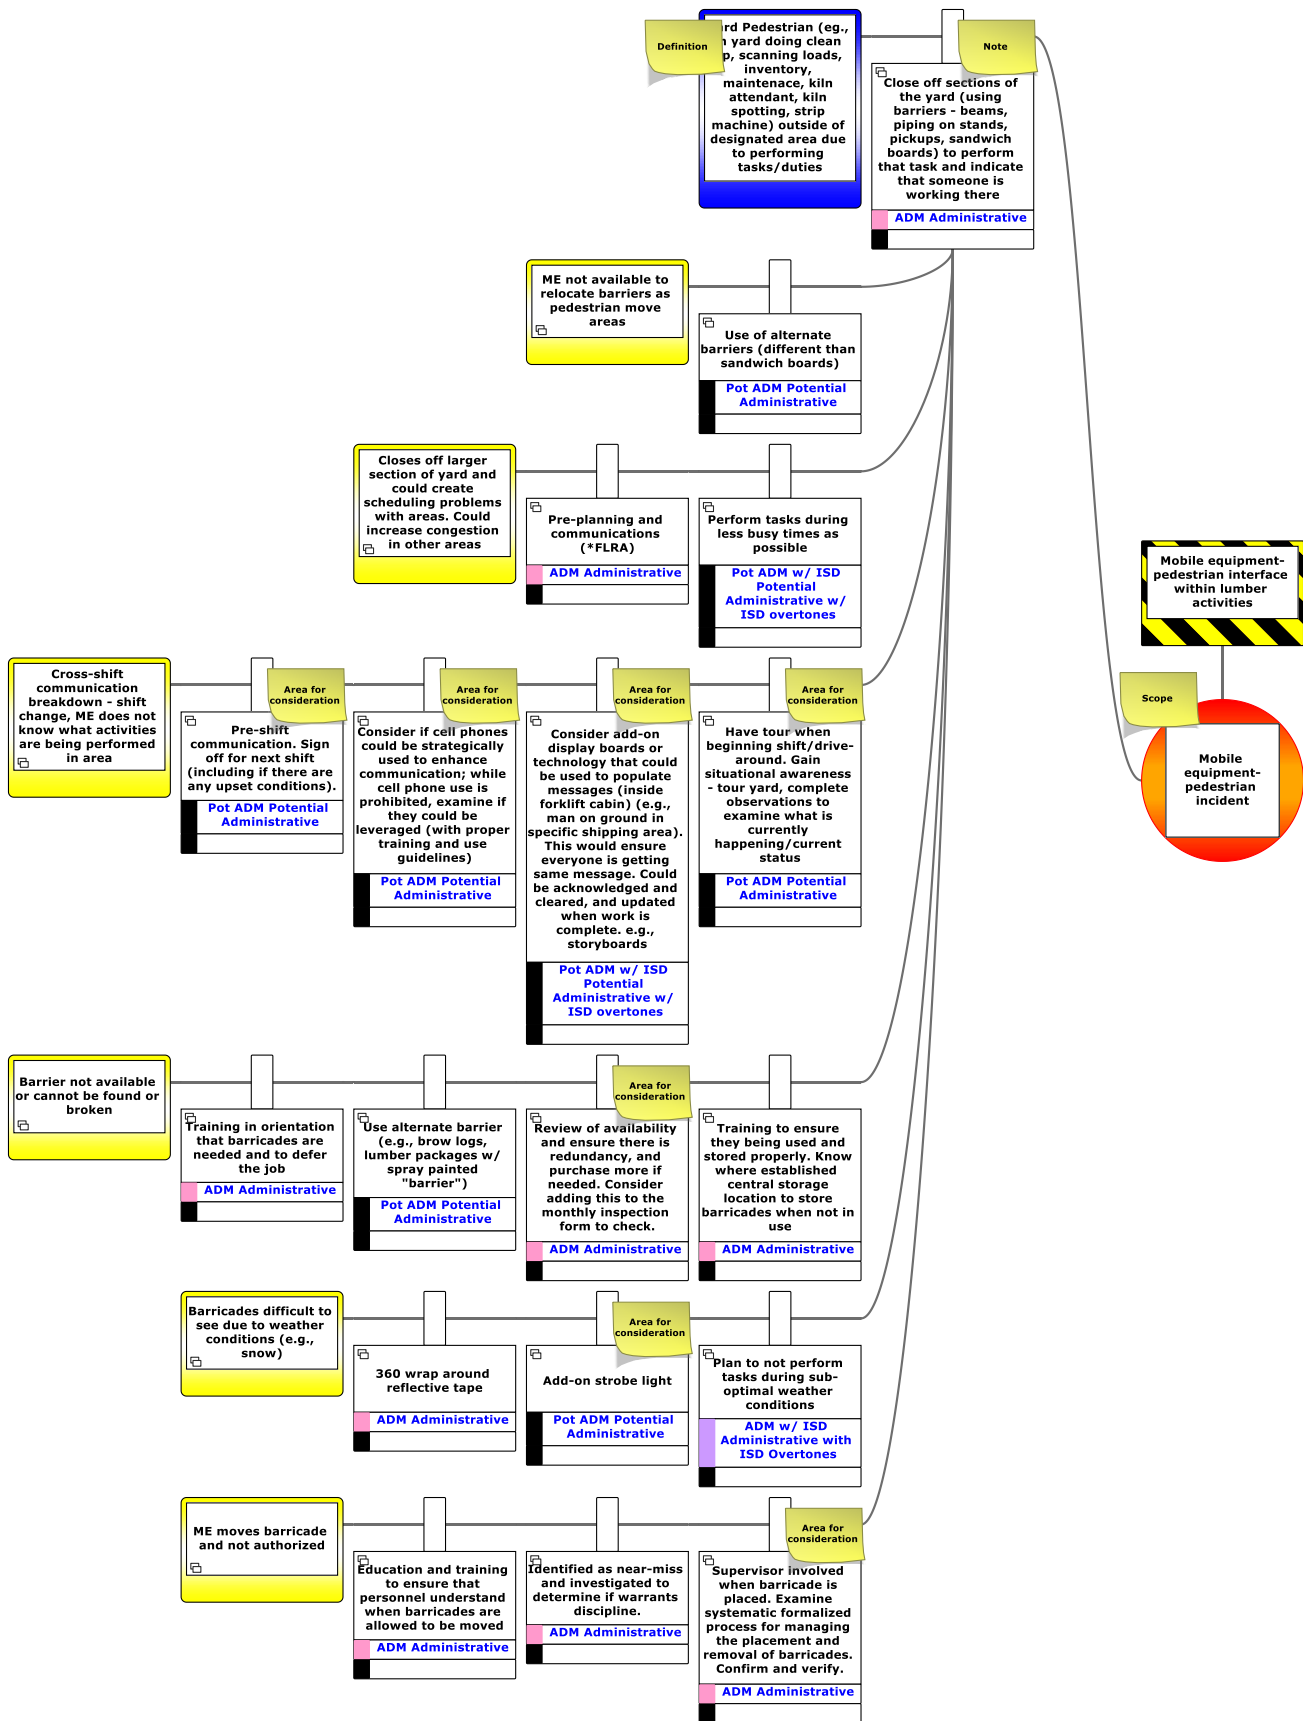 Definition
rd Pedestrian (eg.,
yard doing clean
p, scanning loads,
inventory,
maintenace, kiln
attendant, kiln
spotting, strip
machine) outside of
designated area due
to performing
tasks/duties
Note
Close off sections of
the yard (using
barriers - beams,
piping on stands,
pickups, sandwich
boards) to perform
that task and indicate
that someone is
working there
ADM Administrative
ME not available to
relocate barriers as
pedestrian move
areas
Use of alternate
barriers (different than
sandwich boards)
Pot ADM Potential
Administrative
Closes off larger
section of yard and
could create
scheduling problems
with areas. Could
increase congestion
in other areas
Pre-planning and
communications
(*FLRA)
ADM Administrative
Perform tasks during
less busy times as
possible
Pot ADM w/ ISD
Potential
Administrative w/
ISD overtones
Mobile equipment-
pedestrian interface
within lumber
activities
Scope
Mobile
equipment-
pedestrian
incident
Cross-shift
communication
breakdown - shift
change, ME does not
know what activities
are being performed
in area
Area for
consideration
Pre-shift
communication. Sign
off for next shift
(including if there are
any upset conditions).
Pot ADM Potential
Administrative
Area for
consideration
Consider if cell phones
could be strategically
used to enhance
communication; while
cell phone use is
prohibited, examine if
they could be
leveraged (with proper
training and use
guidelines)
Pot ADM Potential
Administrative
Area for
consideration
Consider add-on
display boards or
technology that could
be used to populate
messages (inside
forklift cabin) (e.g.,
man on ground in
specific shipping area).
This would ensure
everyone is getting
same message. Could
be acknowledged and
cleared, and updated
when work is
complete. e.g.,
storyboards
Pot ADM w/ ISD
Potential
Administrative w/
ISD overtones
Area for
consideration
Have tour when
beginning shift/drive-
around. Gain
situational awareness
- tour yard, complete
observations to
examine what is
currently
happening/current
status
Pot ADM Potential
Administrative
Barrier not available
or cannot be found or
broken
Training in orientation
that barricades are
needed and to defer
the job
ADM Administrative
Use alternate barrier
(e.g., brow logs,
lumber packages w/
spray painted
"barrier")
Pot ADM Potential
Administrative
Area for
consideration
Review of availability
and ensure there is
redundancy, and
purchase more if
needed. Consider
adding this to the
monthly inspection
form to check.
ADM Administrative
Training to ensure
they being used and
stored properly. Know
where established
central storage
location to store
barricades when not in
use
ADM Administrative
Barricades difficult to
see due to weather
conditions (e.g.,
snow)
360 wrap around
reflective tape
ADM Administrative
Area for
consideration
Add-on strobe light
Pot ADM Potential
Administrative
Plan to not perform
tasks during sub-
optimal weather
conditions
ADM w/ ISD
Administrative with
ISD Overtones
ME moves barricade
and not authorized
Education and training
to ensure that
personnel understand
when barricades are
allowed to be moved
ADM Administrative
Identified as near-miss
and investigated to
determine if warrants
discipline.
ADM Administrative
Area for
consideration
Supervisor involved
when barricade is
placed. Examine
systematic formalized
process for managing
the placement and
removal of barricades.
Confirm and verify.
ADM Administrative